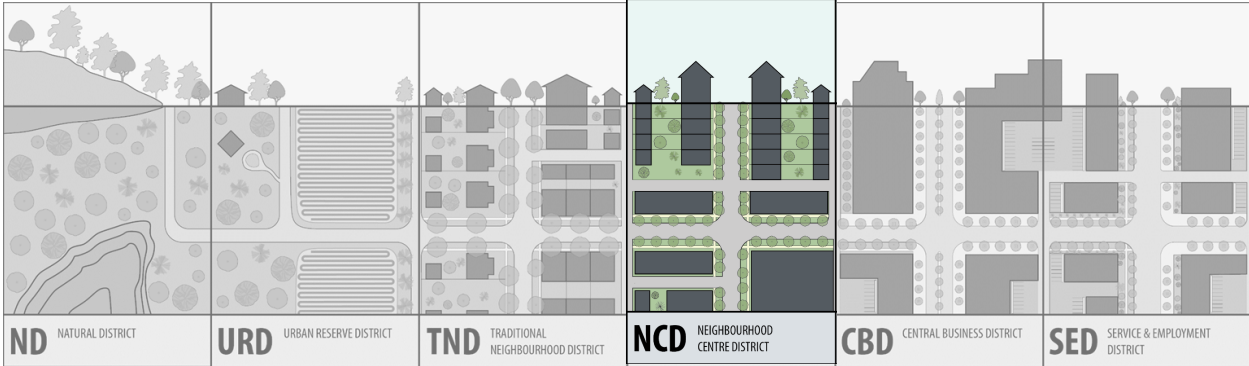 ND NATURAL DISTRICT
URD URBAN RESERVE DISTRICT
TND TRADITIONAL
NEIGHBOURHOOD DISTRICT
NCD NEIGHBOURHOOD
CENTRE DISTRICT
CBD CENTRAL BUSINESS DISTRICT
SED SERVICE & EMPLOYMENT
DISTRICT